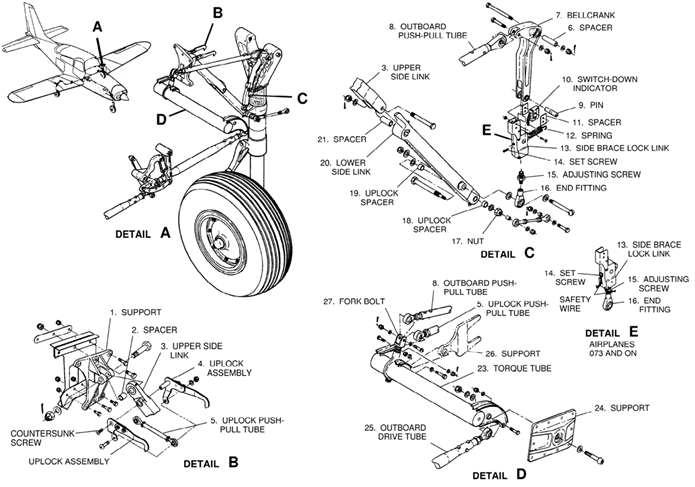 A
B
C
D
DETAIL A
8. OUTBOARD
PUSH-PULL TUBE
7. BELLCRANK
6. SPACER
3. UPPER
SIDE LINK
10. SWITCH-DOWN
INDICATOR
9. PIN
11. SPACER
12. SPRING
E
21. SPACER
20. LOWER
SIDE LINK
13. SIDE BRACE LOCK LINK
14. SET SCREW
15. ADJUSTING SCREW
16. END FITTING
19. UPLOCK
SPACER
18. UPLOCK
SPACER
17. NUT
DETAIL C
13. SIDE BRACE
LOCK LINK
14. SET
SCREW
15. ADJUSTING
SCREW
SAFETY
WIRE
16. END
FITTING
DETAIL E
AIRPLANES
073 AND ON
1. SUPPORT
2. SPACER
3. UPPER SIDE
LINK
4. UPLOCK
ASSEMBLY
5. UPLOCK PUSH-
PULL TUBE
COUNTERSUNK
SCREW
UPLOCK ASSEMBLY
DETAIL B
27. FORK BOLT
8. OUTBOARD PUSH-
PULL TUBE
5. UPLOCK PUSH-
PULL TUBE
26. SUPPORT
23. TORQUE TUBE
24. SUPPORT
25. OUTBOARD
DRIVE TUBE
DETAIL D